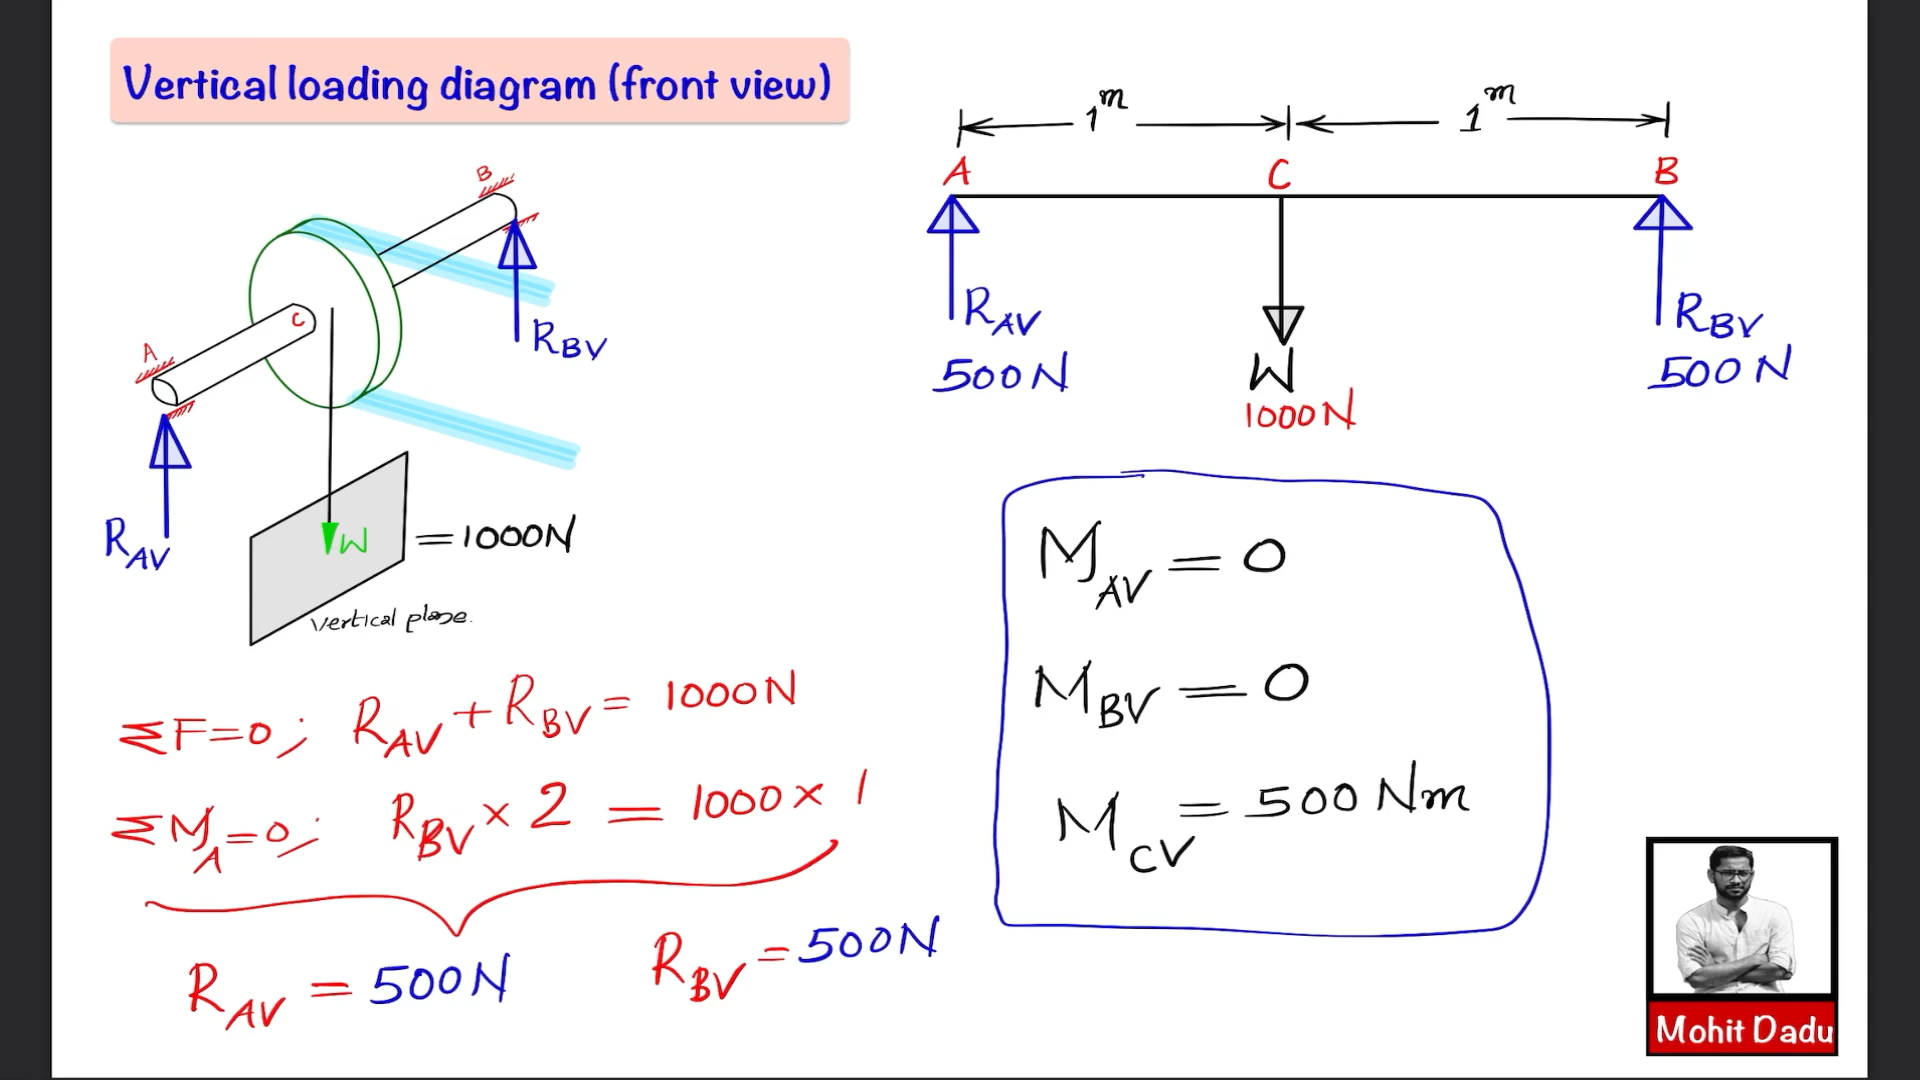 Vertical loading diagram (front view)
1m 1m
A C B
R_AV
500N
W
1000N
R_BV
500N
B
C
A
R_BV
R_AV
W = 1000N
vertical plane.
ΣF=0; R_AV + R_BV = 1000N
ΣM_A=0; R_BV × 2 = 1000 × 1
R_AV = 500N R_BV = 500N
M_AV = 0
M_BV = 0
M_CV = 500 Nm
Mohit Dadu